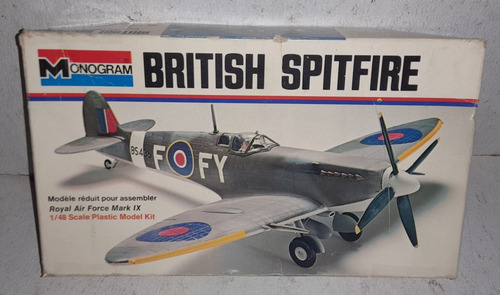 MONOGRAM
BRITISH SPITFIRE
F FY
Modèle réduit pour assembler
Royal Air Force Mark IX
1/48 Scale Plastic Model Kit